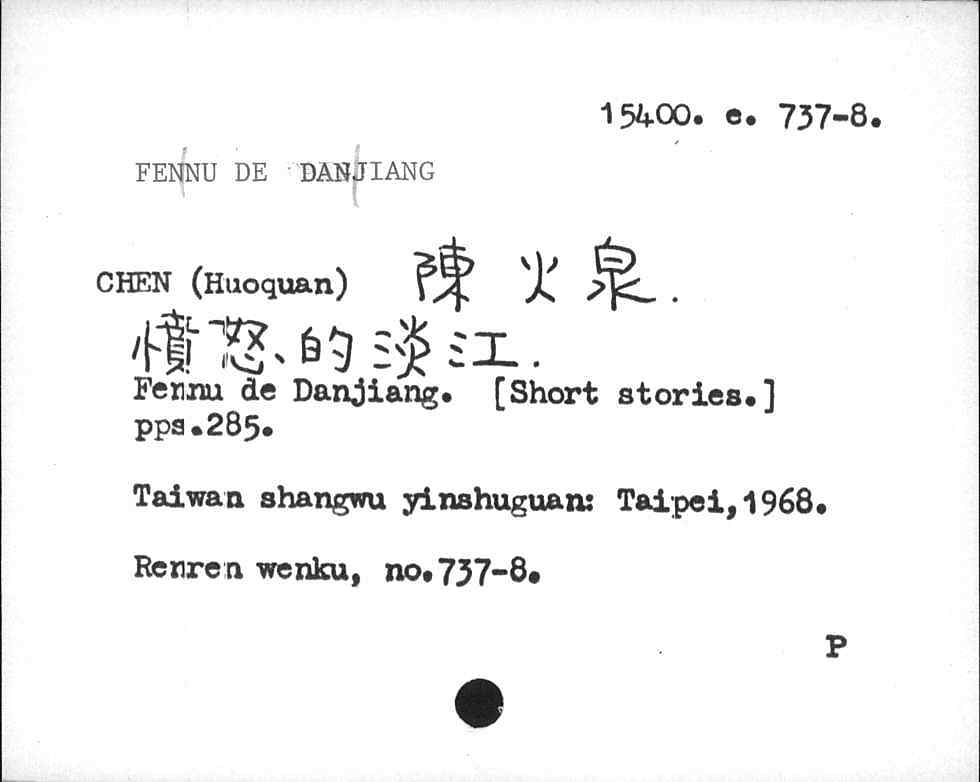 15400. e. 737-8.
FENNU DE DANJIANG
CHEN (Huoquan) 陳火泉.
憤怒的淡江.
Fennu de Danjiang. [Short stories.]
pps.285.
Taiwan shangwu yinshuguan: Taipei,1968.
Renren wenku, no.737-8.
P